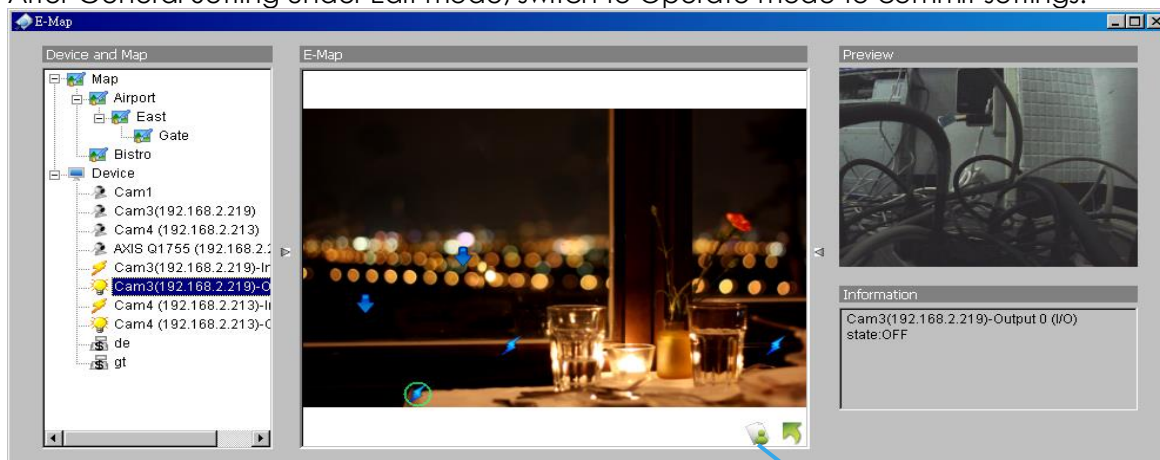 After General Setting under Edit mode, switch to Operate mode to commit settings.
E-Map
Device and Map
Map
Airport
East
Gate
Bistro
Device
Cam1
Cam3(192.168.2.219)
Cam4 (192.168.2.213)
AXIS Q1755 (192.168.2.
Cam3(192.168.2.219)-In
Cam3(192.168.2.219)-O
Cam4 (192.168.2.213)-I
Cam4 (192.168.2.213)-
de
gt
E-Map
Preview
Information
Cam3(192.168.2.219)-Output 0 (I/O)
state:OFF